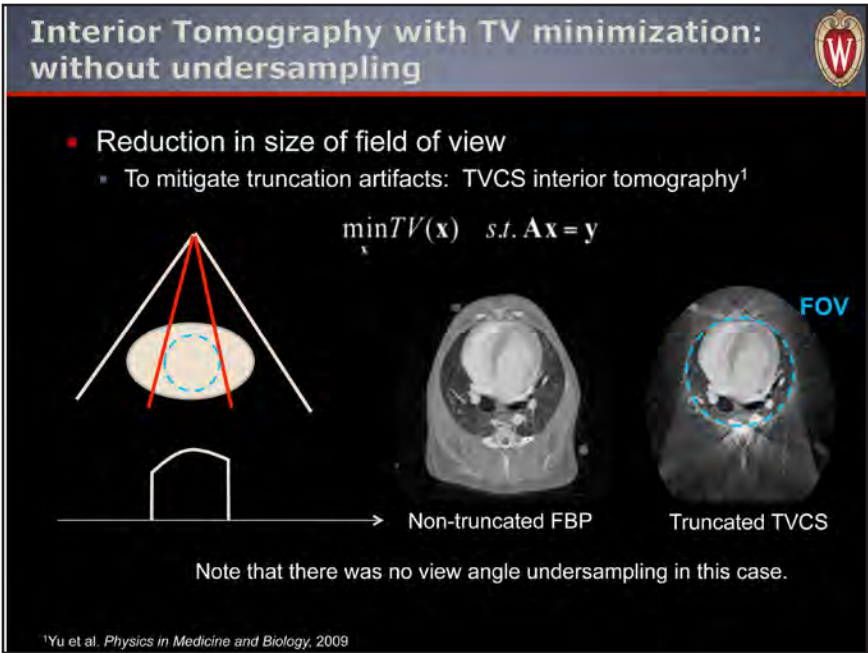 Interior Tomography with TV minimization:
without undersampling
W
Reduction in size of field of view
To mitigate truncation artifacts: TVCS interior tomography¹
min TV(x) s.t. Ax = y
x
FOV
Non-truncated FBP
Truncated TVCS
Note that there was no view angle undersampling in this case.
¹Yu et al. Physics in Medicine and Biology, 2009